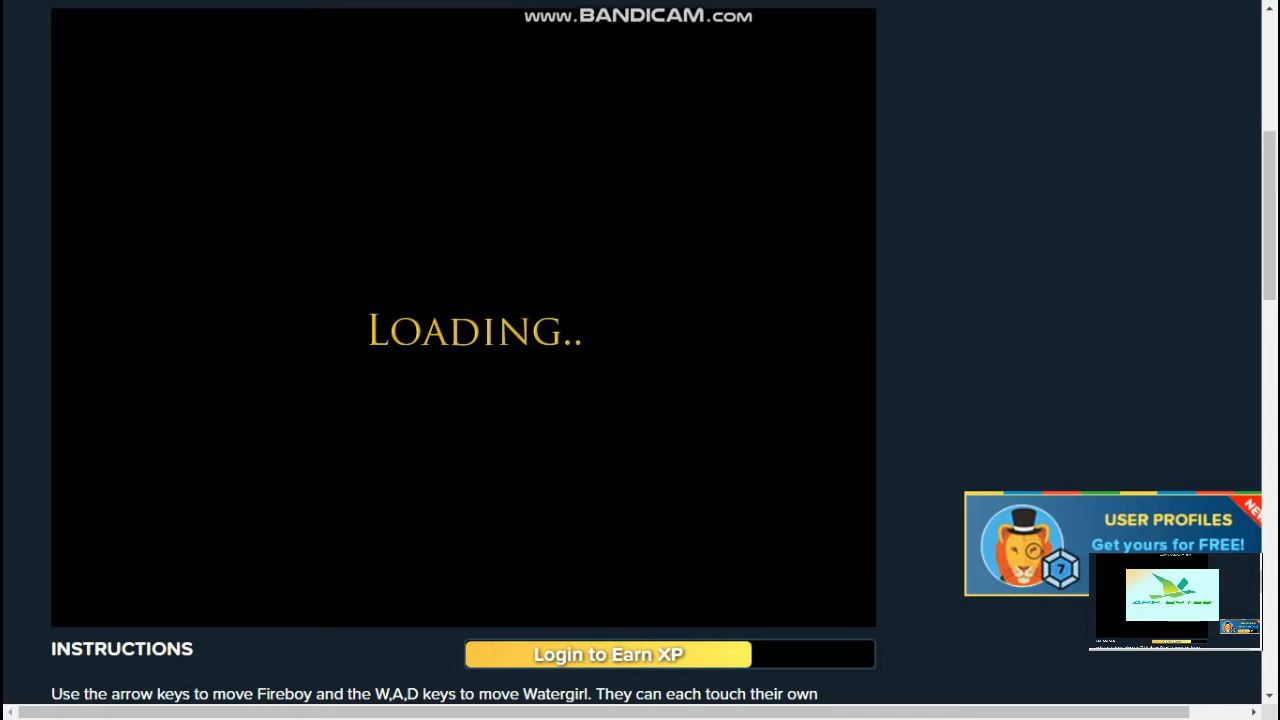 WWW.BANDICAM.COM
LOADING..
NEW
USER PROFILES
Get yours for FREE!
7
INSTRUCTIONS
Login to Earn XP
Use the arrow keys to move Fireboy and the W,A,D keys to move Watergirl. They can each touch their own